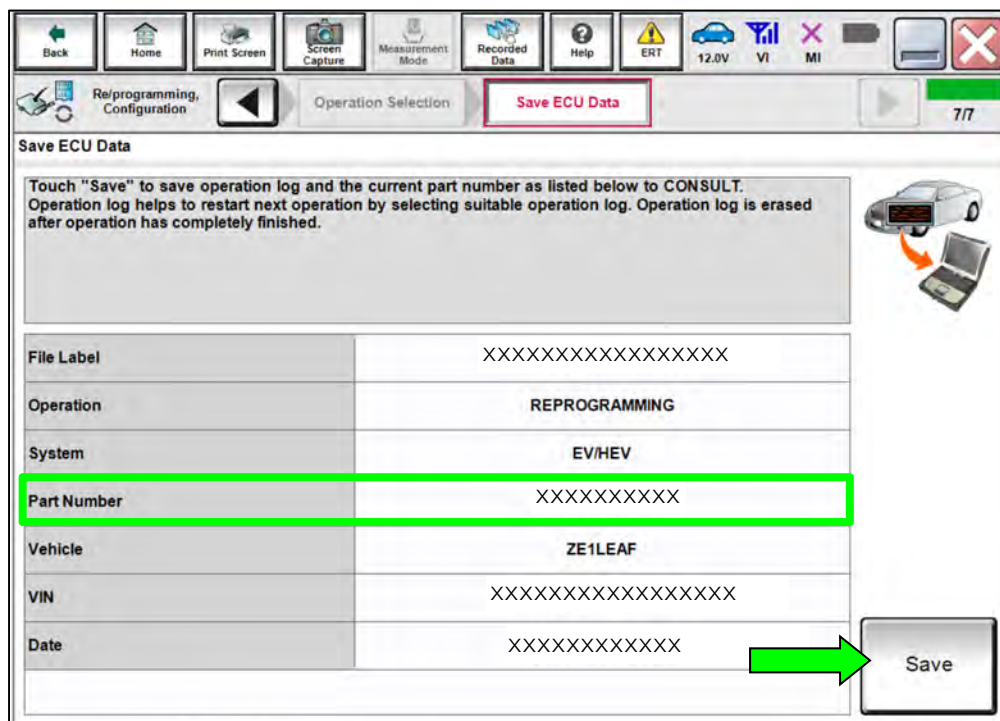 Back
Home
Print Screen
Screen Capture
Measurement Mode
Recorded Data
Help
ERT
12.0V
VI
MI
Re/programming, Configuration
Operation Selection
Save ECU Data
7/7
Save ECU Data
Touch "Save" to save operation log and the current part number as listed below to CONSULT.
Operation log helps to restart next operation by selecting suitable operation log. Operation log is erased
after operation has completely finished.
File Label XXXXXXXXXXXXXXXXX
Operation REPROGRAMMING
System EV/HEV
Part Number XXXXXXXXXX
Vehicle ZE1LEAF
VIN XXXXXXXXXXXXXXXXX
Date XXXXXXXXXXXX
Save